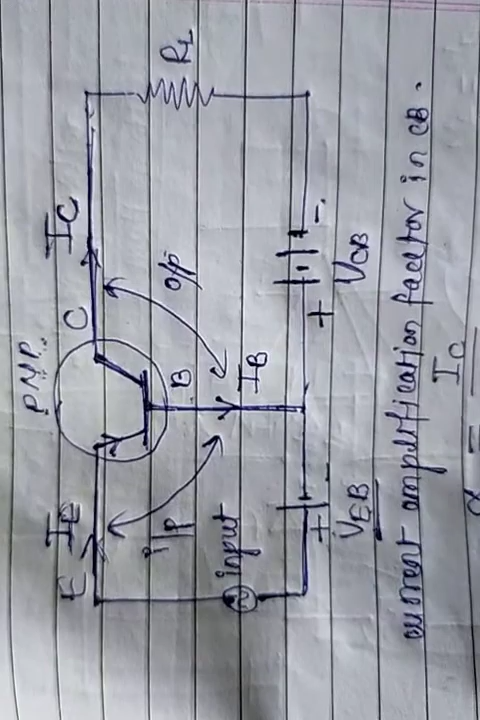 PNP
E IE C IC
B
i/p o/p
IB
input
RL
+ - + -
VEB VCB
current amplification factor in CB.
α = IC